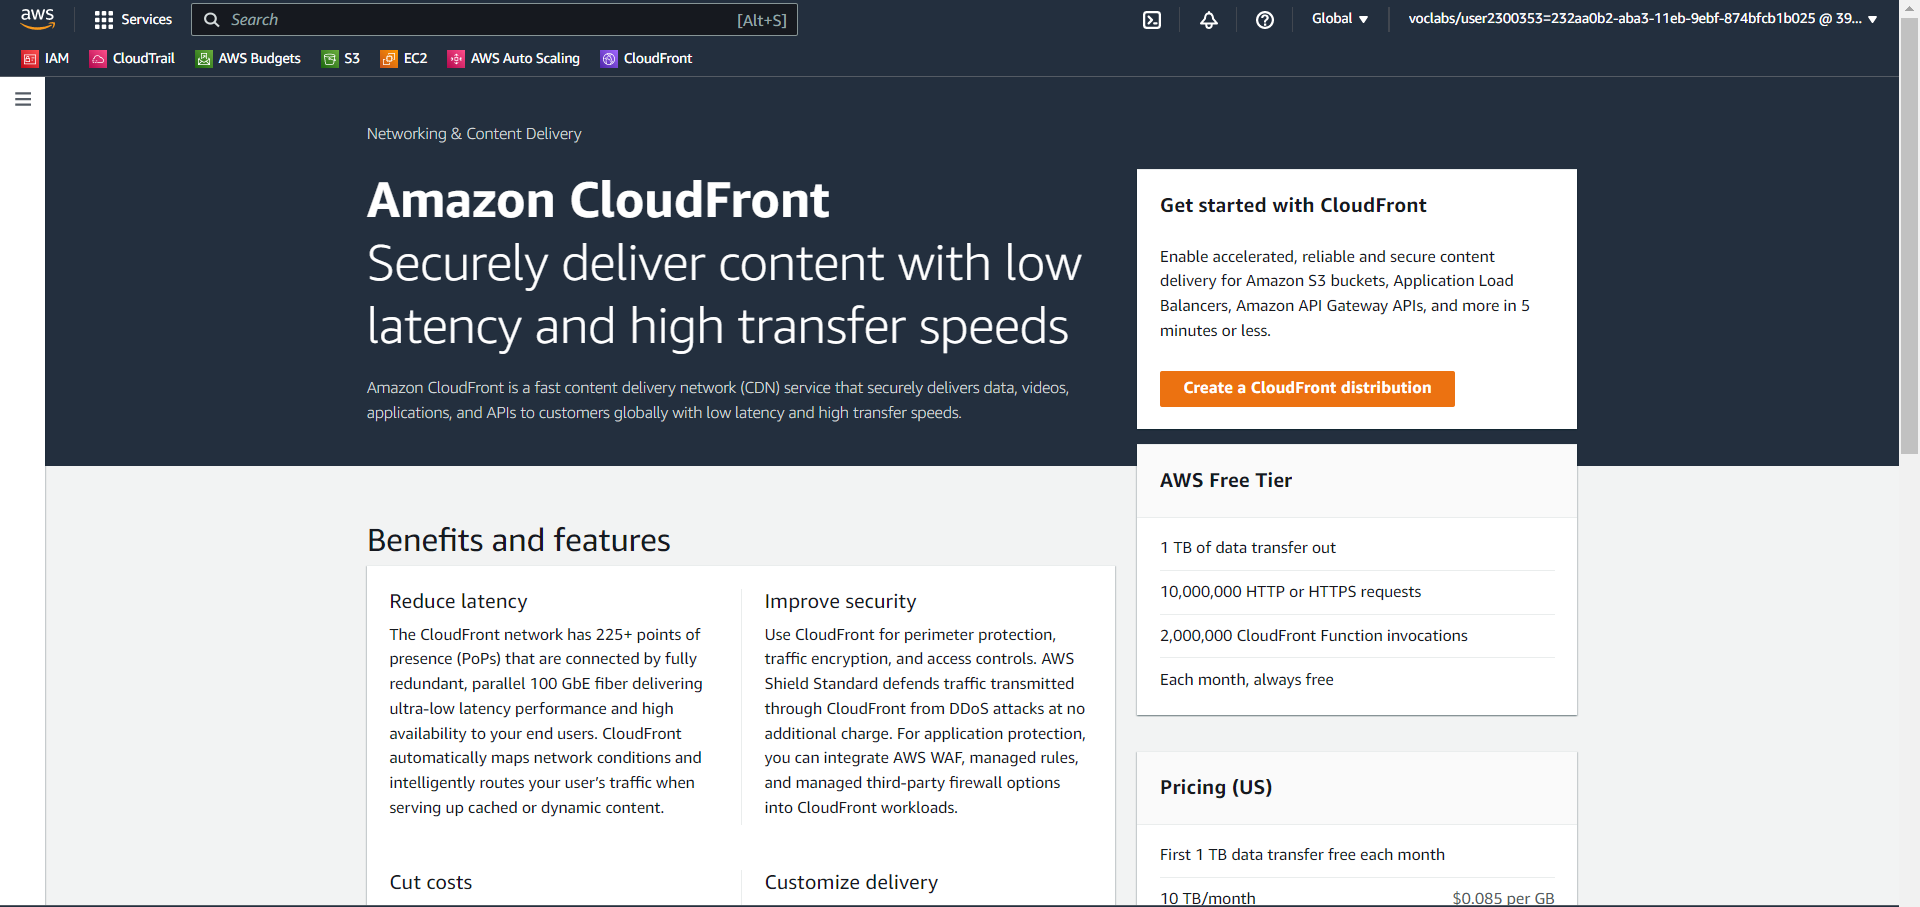 aws
Services
Search
[Alt+S]
Global
voclabs/user2300353=232aa0b2-aba3-11eb-9ebf-874bfcb1b025 @ 39...
IAM
CloudTrail
AWS Budgets
S3
EC2
AWS Auto Scaling
CloudFront
Networking & Content Delivery
Amazon CloudFront
Securely deliver content with low
latency and high transfer speeds
Amazon CloudFront is a fast content delivery network (CDN) service that securely delivers data, videos,
applications, and APIs to customers globally with low latency and high transfer speeds.
Get started with CloudFront
Enable accelerated, reliable and secure content
delivery for Amazon S3 buckets, Application Load
Balancers, Amazon API Gateway APIs, and more in 5
minutes or less.
Create a CloudFront distribution
AWS Free Tier
1 TB of data transfer out
10,000,000 HTTP or HTTPS requests
2,000,000 CloudFront Function invocations
Each month, always free
Benefits and features
Reduce latency
The CloudFront network has 225+ points of
presence (PoPs) that are connected by fully
redundant, parallel 100 GbE fiber delivering
ultra-low latency performance and high
availability to your end users. CloudFront
automatically maps network conditions and
intelligently routes your user’s traffic when
serving up cached or dynamic content.
Improve security
Use CloudFront for perimeter protection,
traffic encryption, and access controls. AWS
Shield Standard defends traffic transmitted
through CloudFront from DDoS attacks at no
additional charge. For application protection,
you can integrate AWS WAF, managed rules,
and managed third-party firewall options
into CloudFront workloads.
Cut costs
Customize delivery
Pricing (US)
First 1 TB data transfer free each month
10 TB/month
$0.085 per GB